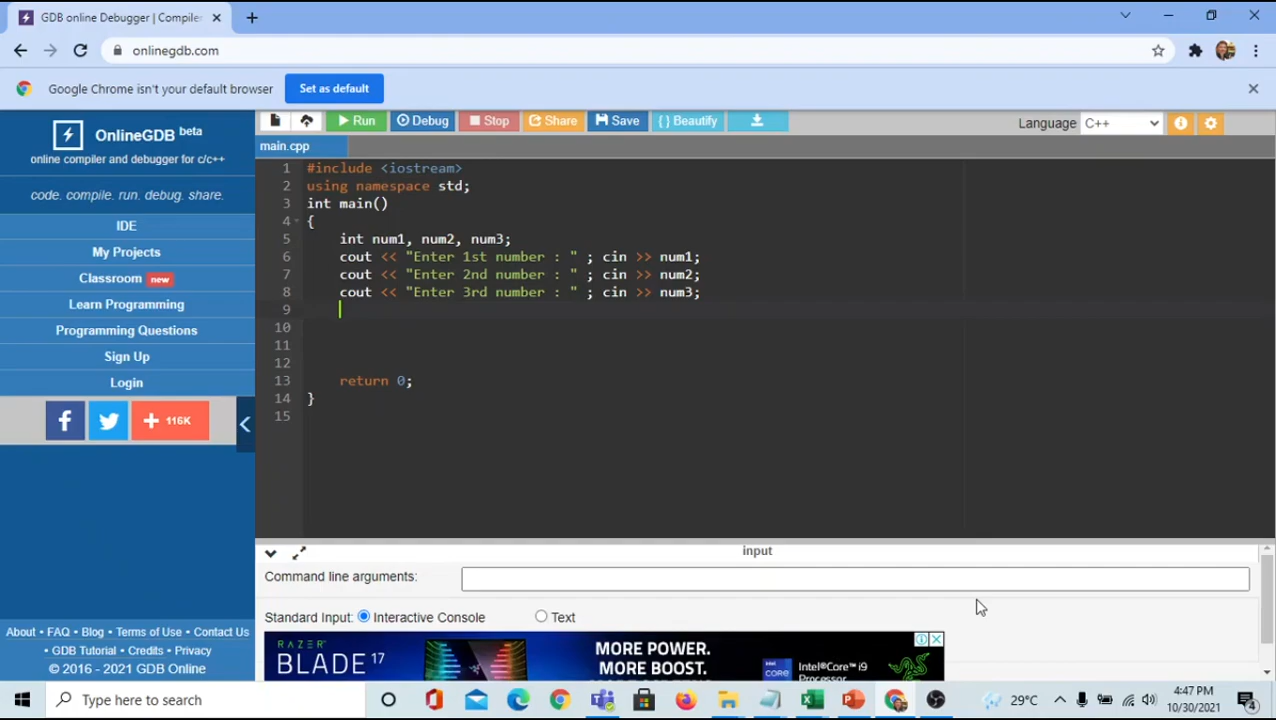 GDB online Debugger | Compiler
onlinegdb.com
Google Chrome isn't your default browser
Set as default
OnlineGDB beta
online compiler and debugger for c/c++
code. compile. run. debug. share.
IDE
My Projects
Classroom new
Learn Programming
Programming Questions
Sign Up
Login
f
+ 116K
About • FAQ • Blog • Terms of Use • Contact Us
• GDB Tutorial • Credits • Privacy
© 2016 - 2021 GDB Online
Run Debug Stop Share Save { } Beautify
Language C++
main.cpp
1 #include <iostream>
2 using namespace std;
3 int main()
4 {
5 int num1, num2, num3;
6 cout << "Enter 1st number : " ; cin >> num1;
7 cout << "Enter 2nd number : " ; cin >> num2;
8 cout << "Enter 3rd number : " ; cin >> num3;
9
10
11
12
13 return 0;
14 }
15
input
Command line arguments:
Standard Input: Interactive Console Text
RAZER
BLADE 17
MORE POWER.
MORE BOOST.
intel
CORE
Intel® Core™ i9
Processor
Type here to search
29°C
4:47 PM
10/30/2021
4